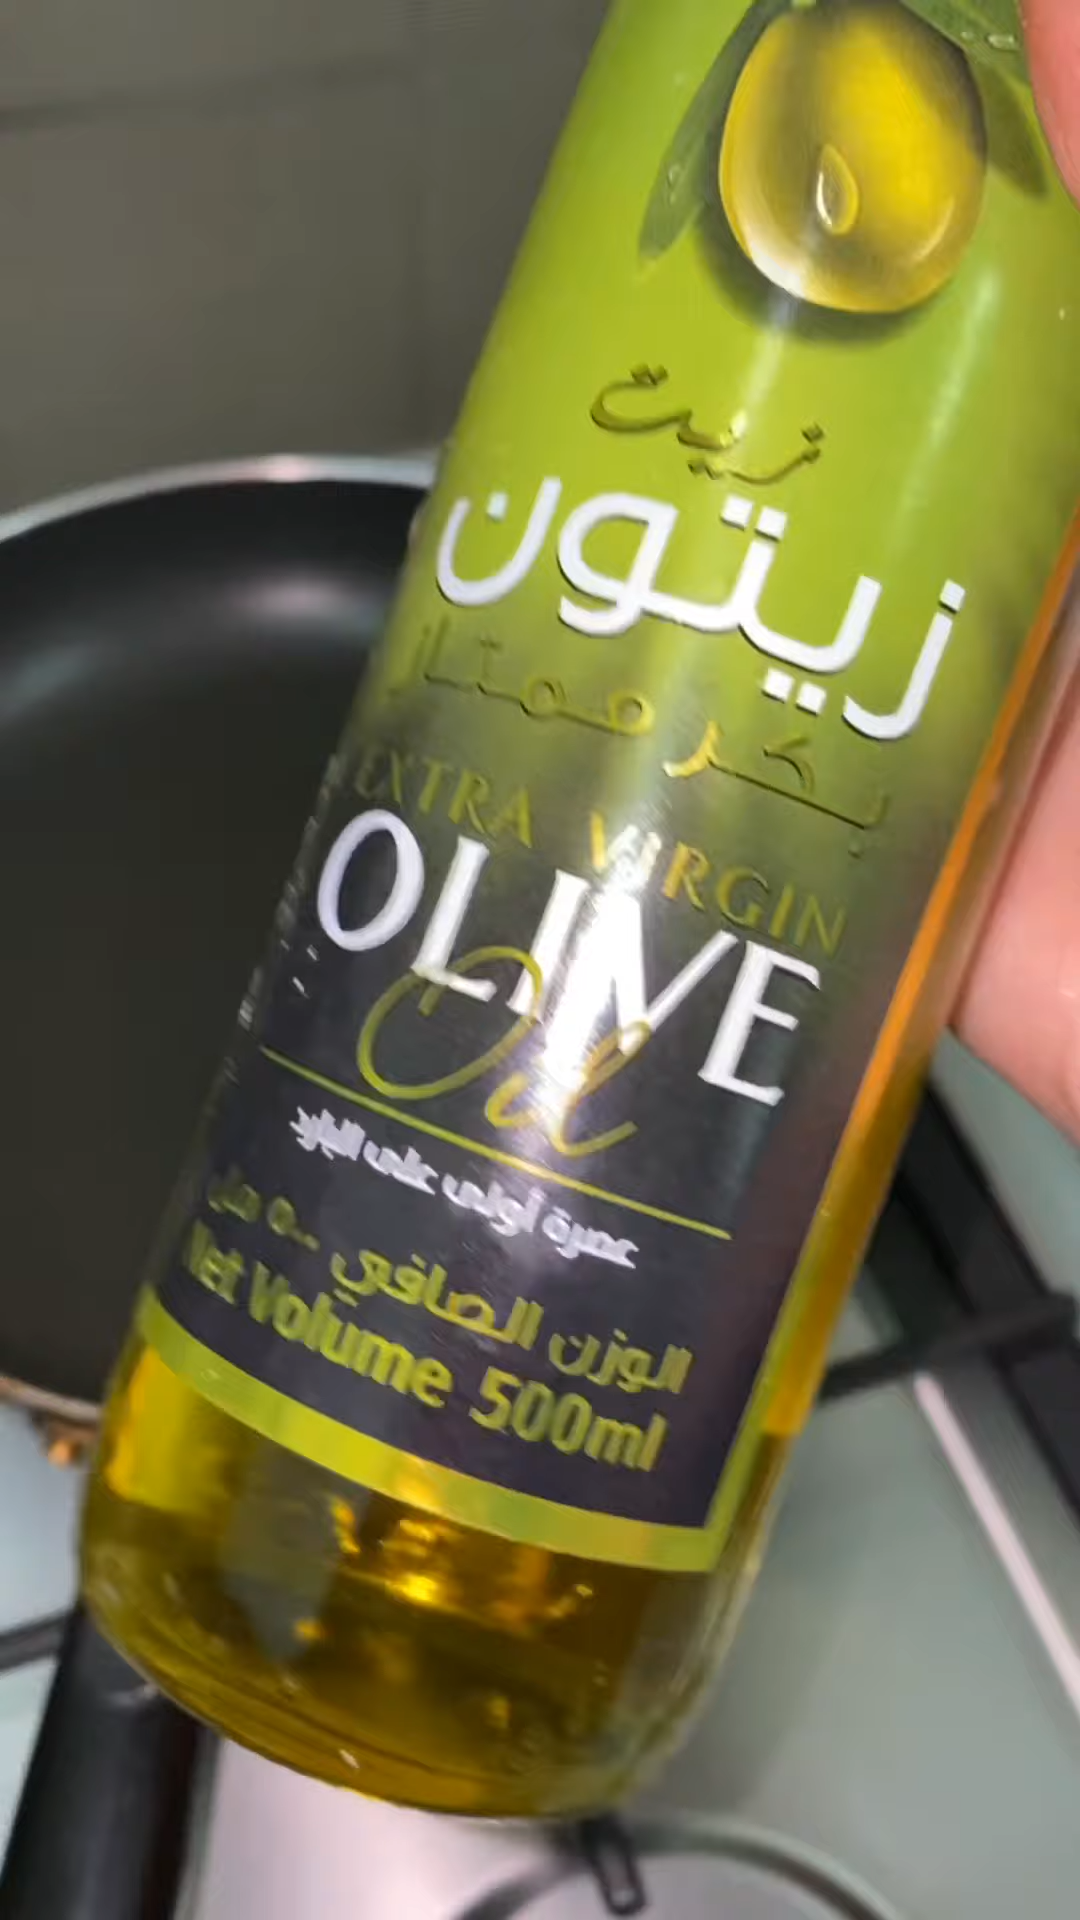 زيت
زيتون
بكر ممتاز
EXTRA VIRGIN
OLIVE
Oil
عصرة أولى على البارد
الوزن الصافي ٥٠٠ مل
Net Volume 500ml